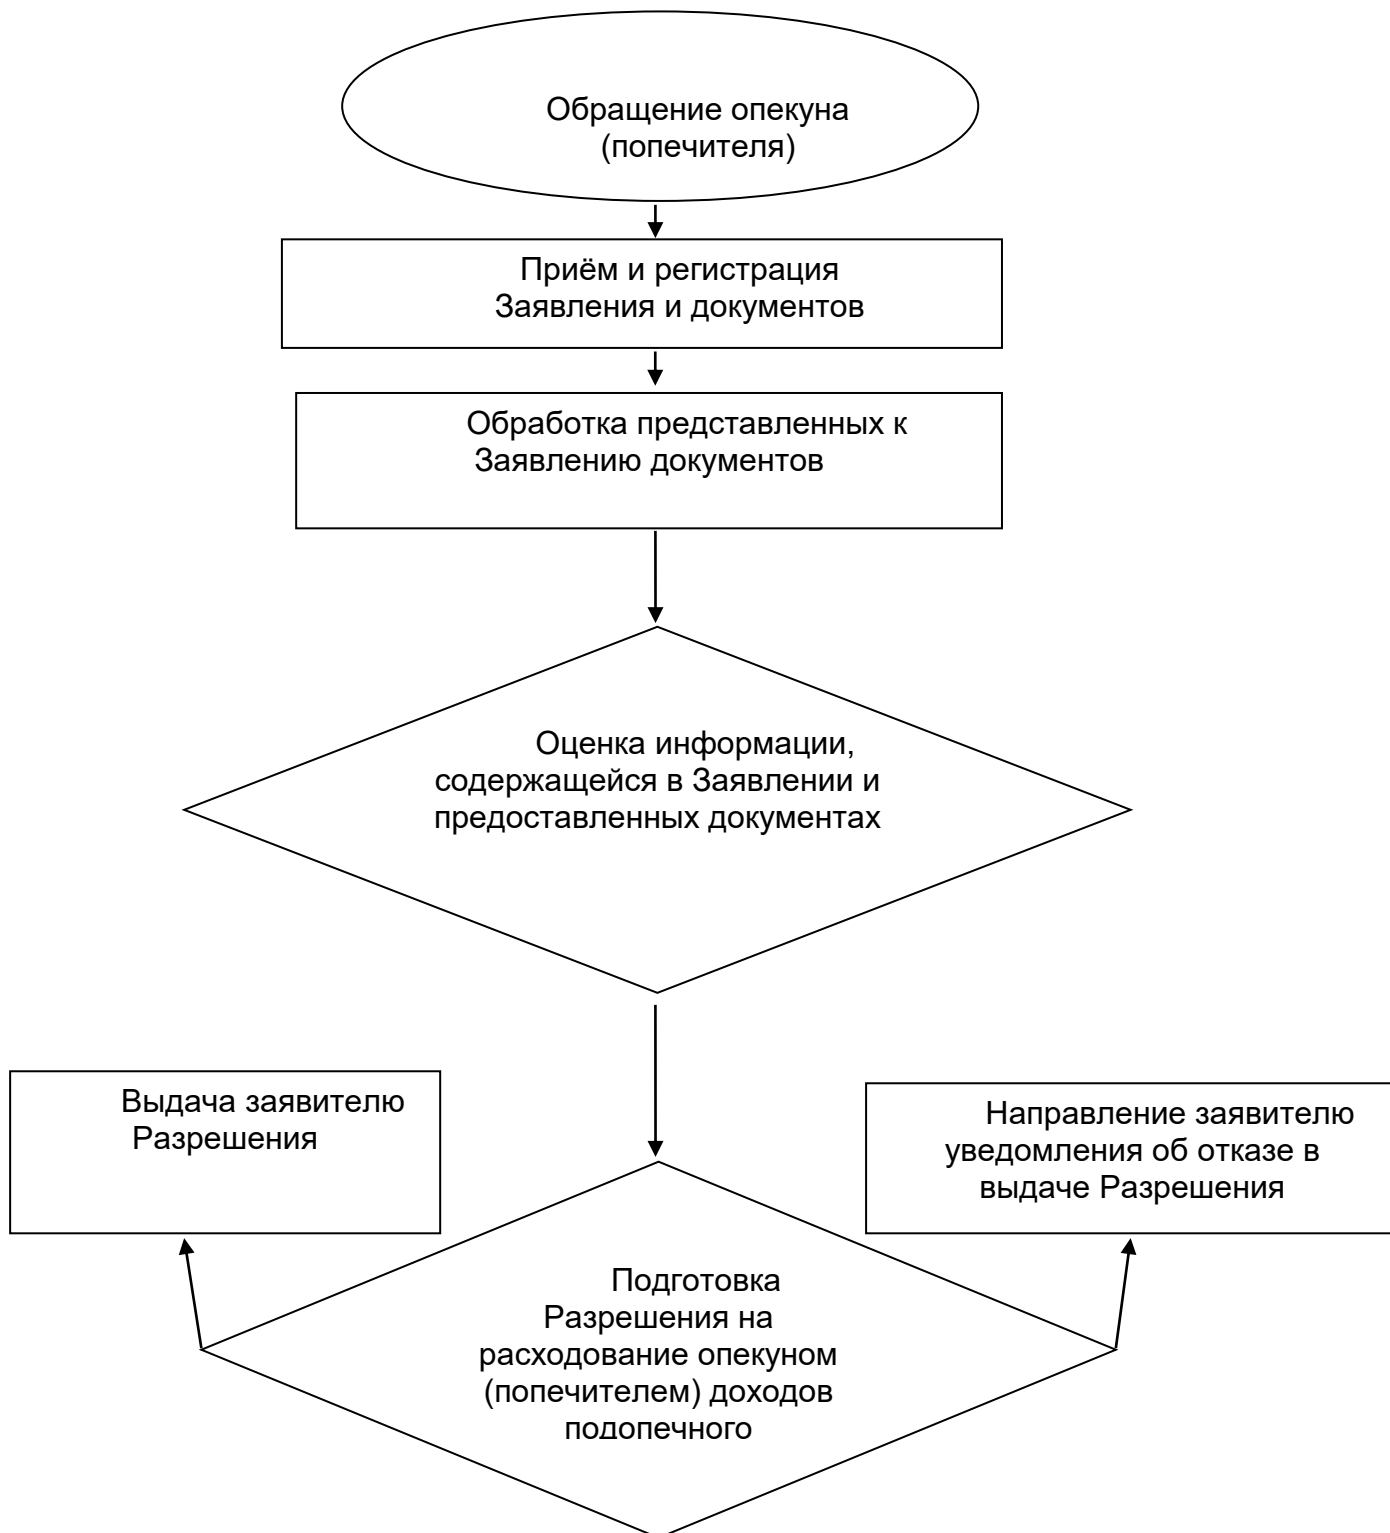 Обращение опекуна
(попечителя)
Приём и регистрация
Заявления и документов
Обработка представленных к
Заявлению документов
Оценка информации,
содержащейся в Заявлении и
предоставленных документах
Выдача заявителю
Разрешения
Направление заявителю
уведомления об отказе в
выдаче Разрешения
Подготовка
Разрешения на
расходование опекуном
(попечителем) доходов
подопечного